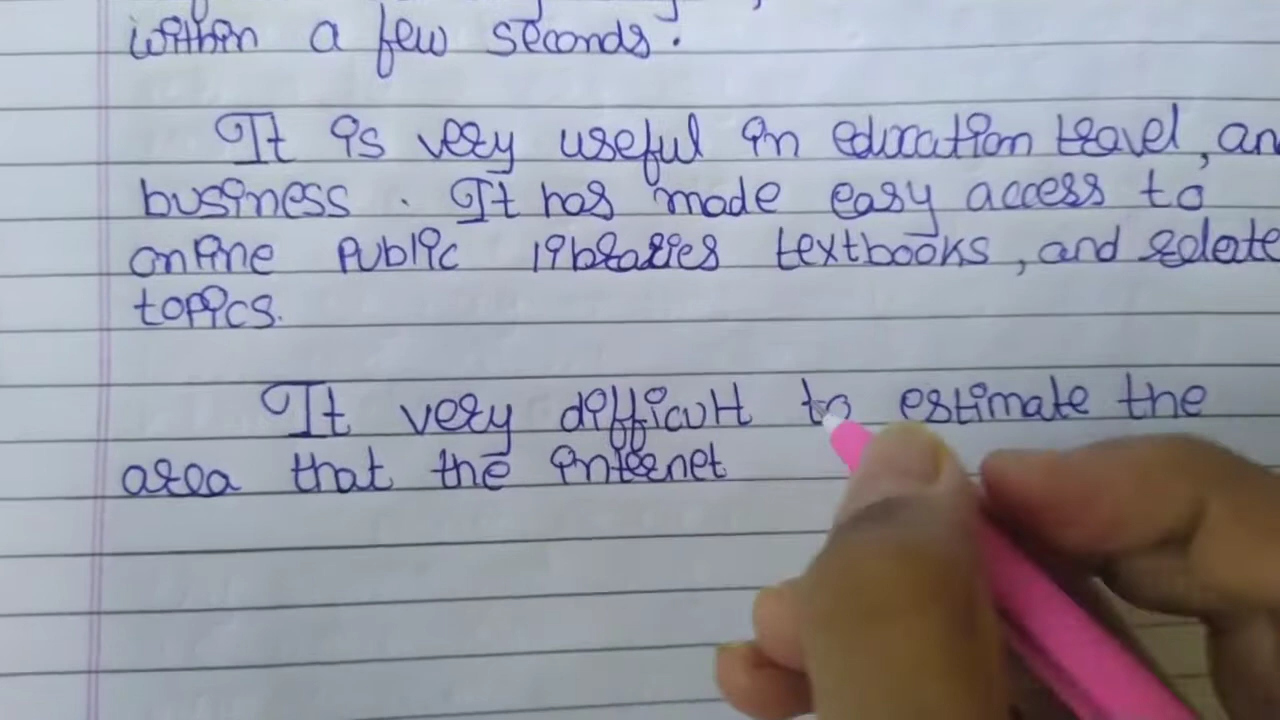 within a few seconds.
It is very useful in education travel, an
business. It has made easy access to
online public libraries textbooks, and relate
topics.
It very difficult to estimate the
area that the internet